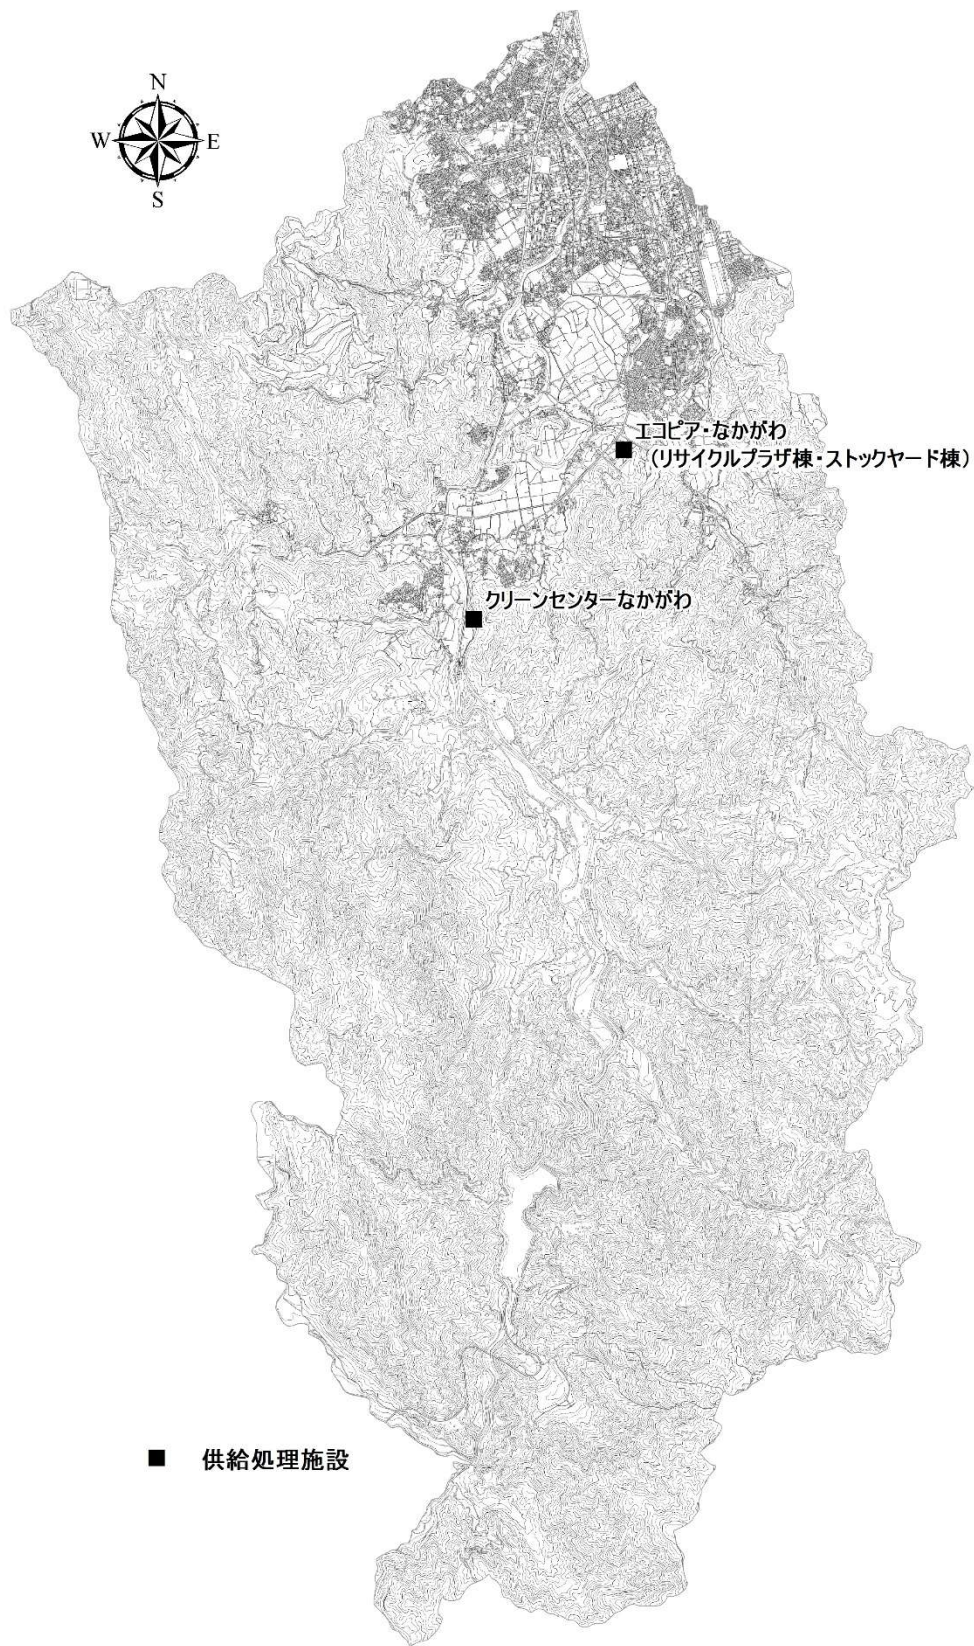 N
W E
S
エコピア・なかがわ
（リサイクルプラザ棟・ストックヤード棟）
クリーンセンターなかがわ
■ 供給処理施設